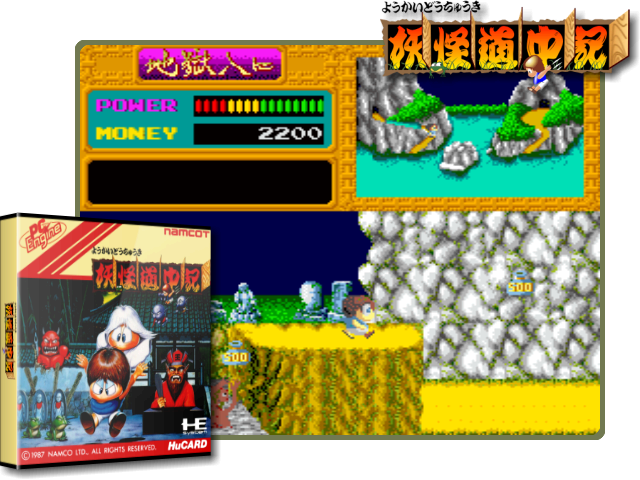 ようかいどうちゅうき
妖怪道中記
地獄入口
POWER
MONEY 2200
500
500
PC Engine
namcot
ようかいどうちゅうき
妖怪道中記
妖怪道中記
HE
SYSTEM
© 1987 NAMCO LTD., ALL RIGHTS RESERVED.
HuCARD